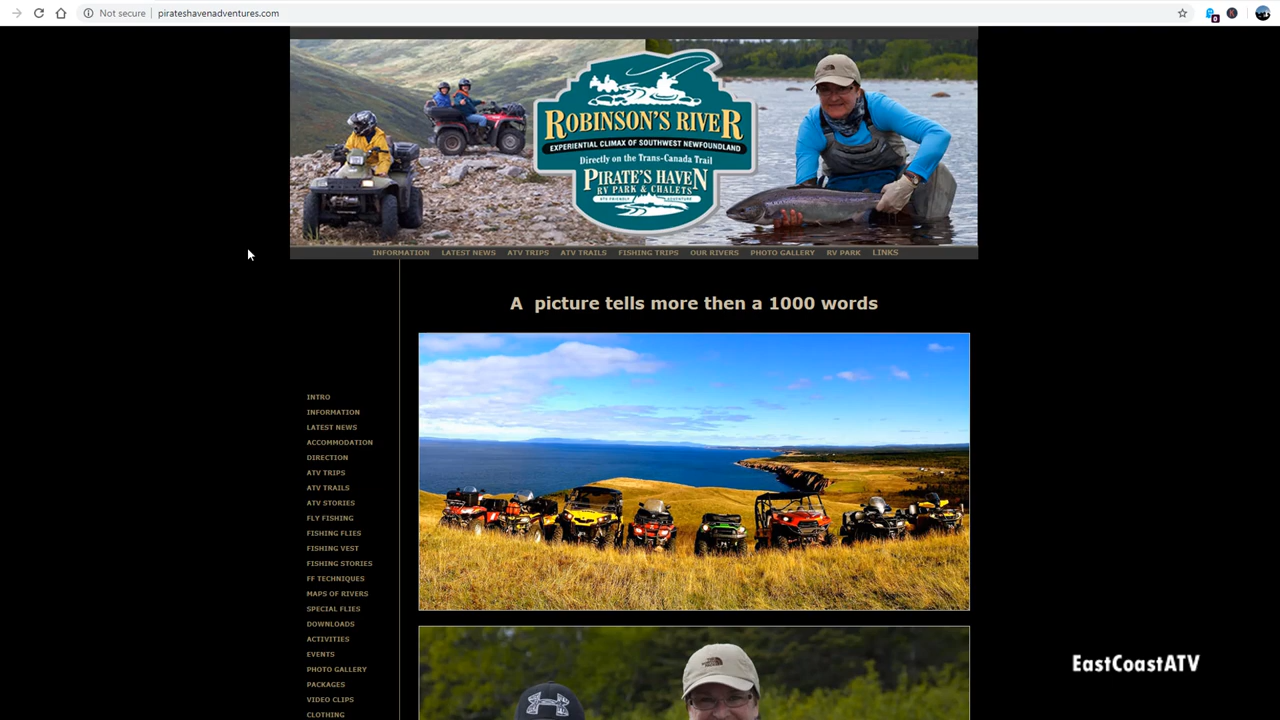 Not secure
pirateshavenadventures.com
ROBINSON'S RIVER
EXPERIENTIAL CLIMAX OF SOUTHWEST NEWFOUNDLAND
Directly on the Trans-Canada Trail
PIRATE'S HAVEN
RV PARK & CHALETS
ATV FRIENDLY ADVENTURE
INFORMATION LATEST NEWS ATV TRIPS ATV TRAILS FISHING TRIPS OUR RIVERS PHOTO GALLERY RV PARK LINKS
A picture tells more then a 1000 words
INTRO
INFORMATION
LATEST NEWS
ACCOMMODATION
DIRECTION
ATV TRIPS
ATV TRAILS
ATV STORIES
FLY FISHING
FISHING FLIES
FISHING VEST
FISHING STORIES
FF TECHNIQUES
MAPS OF RIVERS
SPECIAL FLIES
DOWNLOADS
ACTIVITIES
EVENTS
PHOTO GALLERY
PACKAGES
VIDEO CLIPS
CLOTHING
EastCoastATV